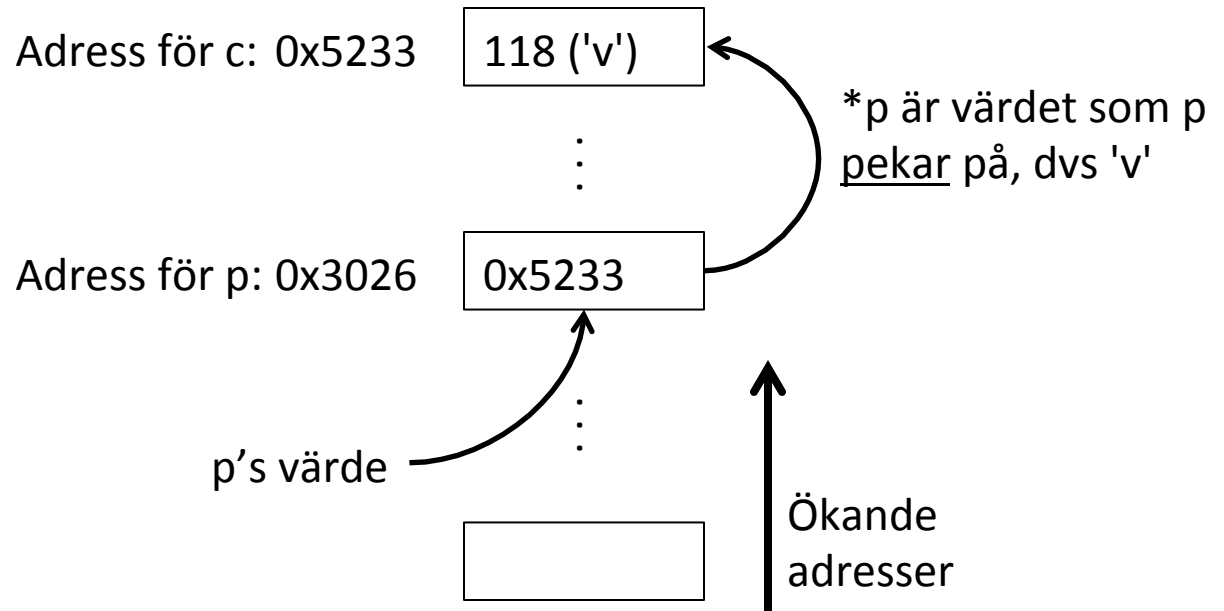 Adress för c: 0x5233
118 ('v')
*p är värdet som p
pekar på, dvs 'v'
Adress för p: 0x3026
0x5233
p’s värde
Ökande
adresser